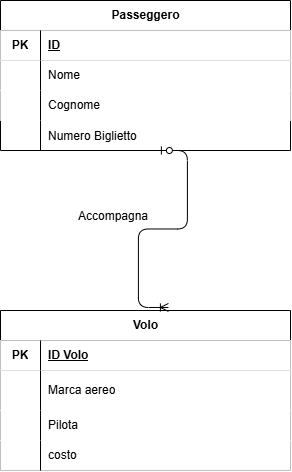 Passeggero
PK ID
Nome
Cognome
Numero Biglietto
Accompagna
Volo
PK ID Volo
Marca aereo
Pilota
costo